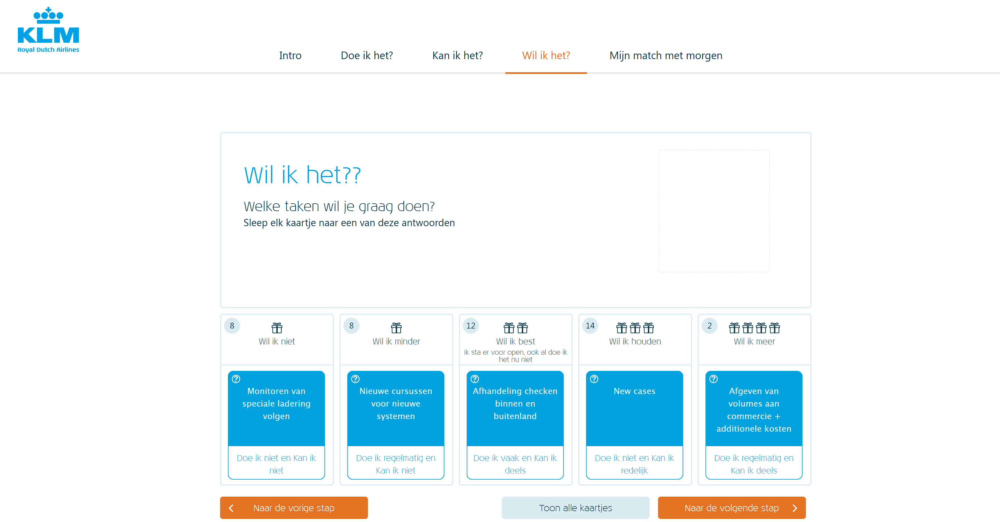 KLM
Royal Dutch Airlines
Intro
Doe ik het?
Kan ik het?
Wil ik het?
Mijn match met morgen
Wil ik het??
Welke taken wil je graag doen?
Sleep elk kaartje naar een van deze antwoorden
8
Wil ik niet
Monitoren van
speciale ladering
volgen
Doe ik niet en Kan ik
niet
8
Wil ik minder
Nieuwe cursussen
voor nieuwe
systemen
Doe ik regelmatig en
Kan ik niet
12
Wil ik best
Ik sta er voor open, ook al doe ik
het nu niet
Afhandeling checken
binnen en
buitenland
Doe ik vaak en Kan ik
deels
14
Wil ik houden
New cases
Doe ik niet en Kan ik
redelijk
2
Wil ik meer
Afgeven van
volumes aan
commercie +
additionele kosten
Doe ik regelmatig en
Kan ik deels
Naar de vorige stap
Toon alle kaartjes
Naar de volgende stap